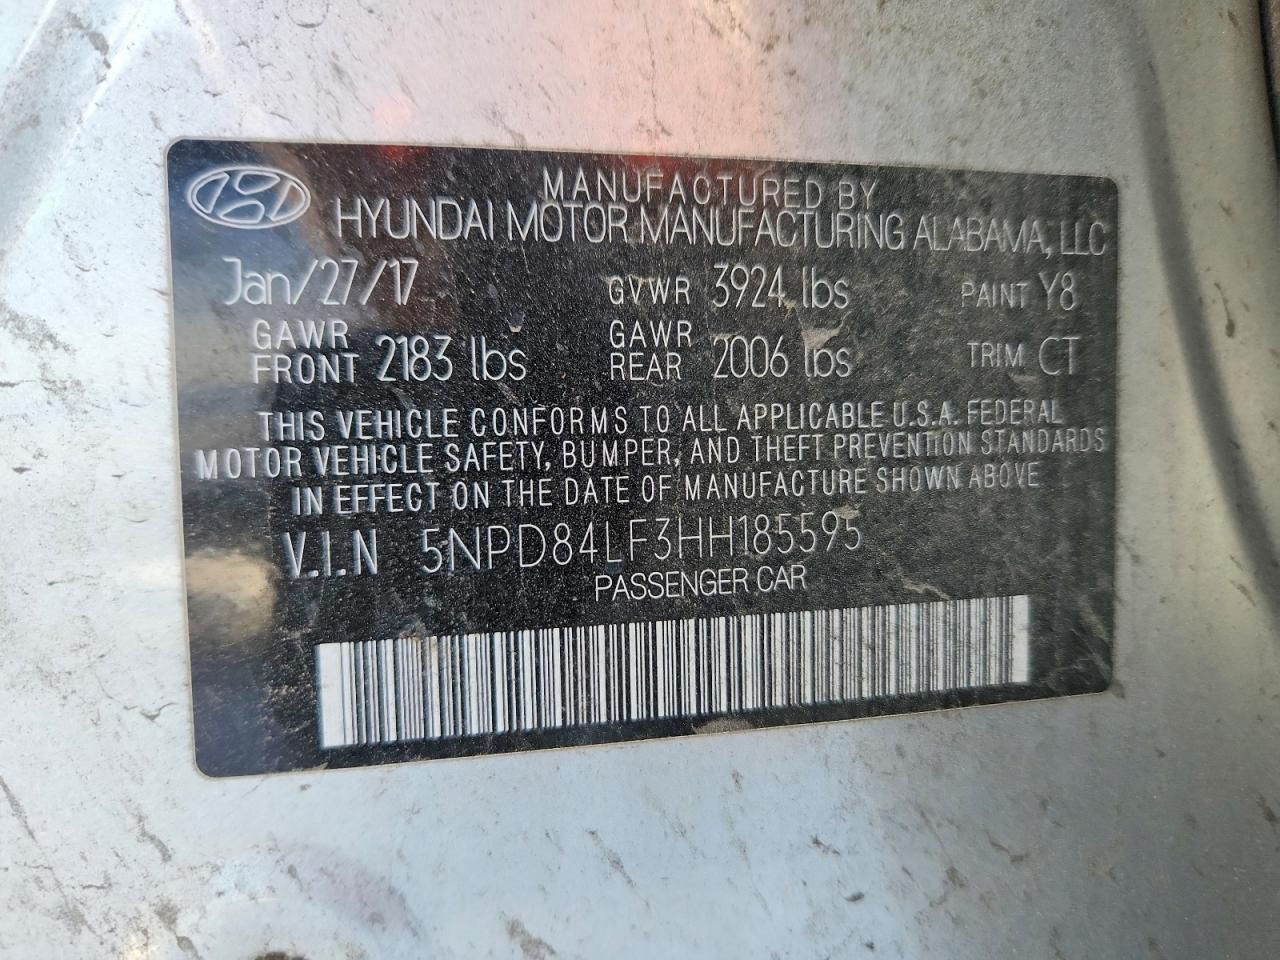 MANUFACTURED BY
HYUNDAI MOTOR MANUFACTURING ALABAMA, LLC
Jan/27/17 GVWR 3924 lbs PAINT Y8
GAWR FRONT 2183 lbs GAWR REAR 2006 lbs TRIM CT
THIS VEHICLE CONFORMS TO ALL APPLICABLE U.S.A. FEDERAL
MOTOR VEHICLE SAFETY, BUMPER, AND THEFT PREVENTION STANDARDS
IN EFFECT ON THE DATE OF MANUFACTURE SHOWN ABOVE
V.I.N 5NPD84LF3HH185595
PASSENGER CAR